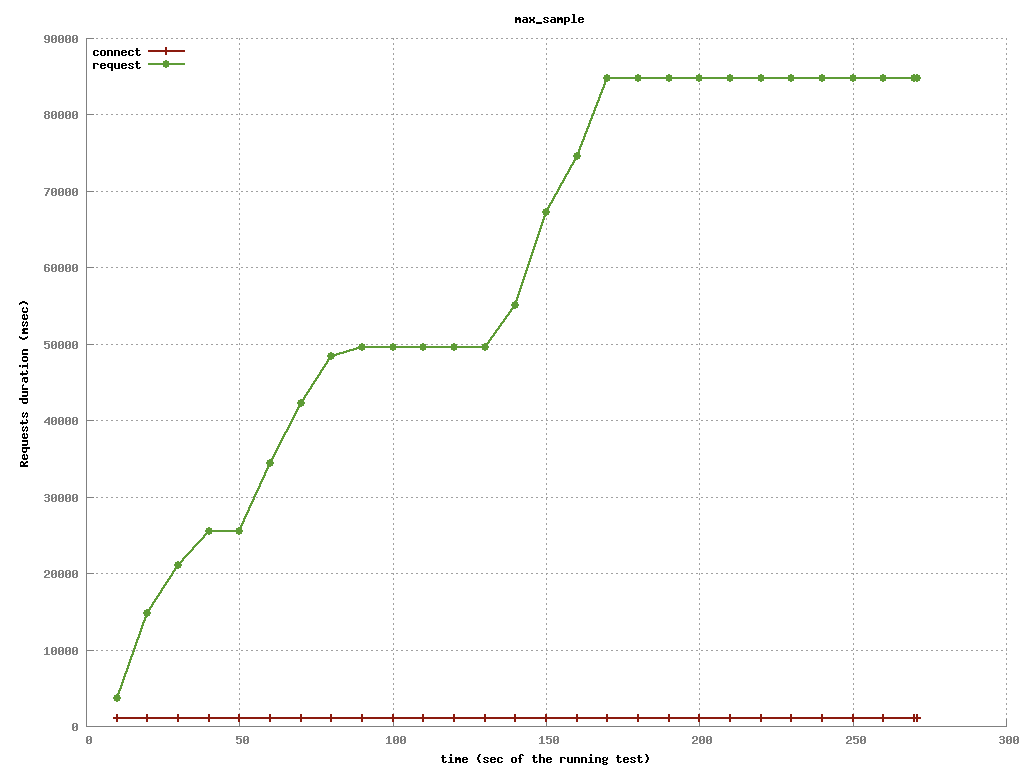 max_sample
90000
80000
70000
60000
50000
40000
30000
20000
10000
0
connect
request
Requests duration (msec)
0 50 100 150 200 250 300
time (sec of the running test)